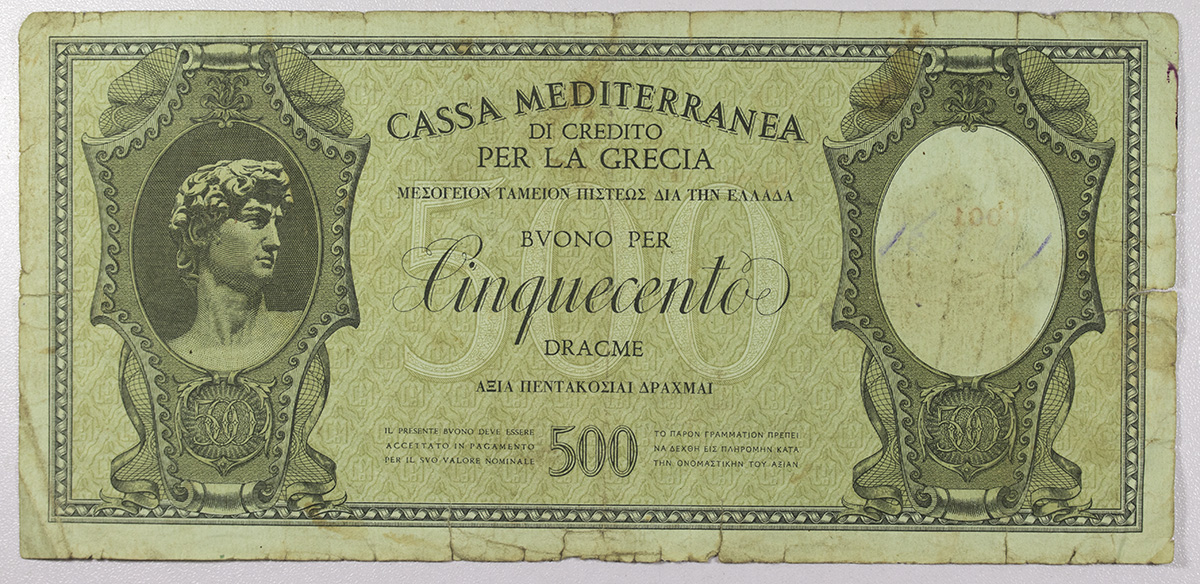 CASSA MEDITERRANEA
DI CREDITO
PER LA GRECIA
ΜΕΣΟΓΕΙΟΝ ΤΑΜΕΙΟΝ ΠΙΣΤΕΩΣ ΔΙΑ ΤΗΝ ΕΛΛΑΔΑ
500
BVONO PER
Cinquecento
DRACME
ΑΞΙΑ ΠΕΝΤΑΚΟΣΙΑΙ ΔΡΑΧΜΑΙ
IL PRESENTE BVONO DEVE ESSERE
ACCETTATO IN PAGAMENTO
PER IL SVO VALORE NOMINALE
500
ΤΟ ΠΑΡΟΝ ΓΡΑΜΜΑΤΙΟΝ ΠΡΕΠΕΙ
ΝΑ ΔΕΧΘΗ ΕΙΣ ΠΛΗΡΟΜΗΝ ΚΑΤΑ
ΤΗΝ ΟΝΟΜΑΣΤΙΚΗΝ ΤΟΥ ΑΞΙΑΝ
500
500